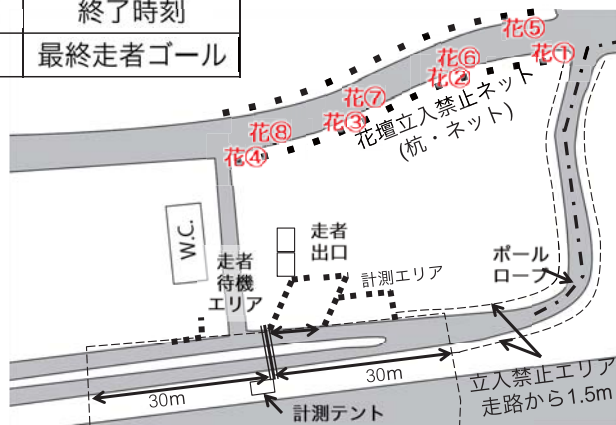 終了時刻
最終走者ゴール
花⑤
花⑥
花①
花②
花⑦
花③
花⑧
花④
花壇立入禁止ネット
(杭・ネット)
W.C.
走者
待機
エリア
走者
出口
計測エリア
ポール
ロープ
30m
30m
計測テント
立入禁止エリア
走路から1.5m